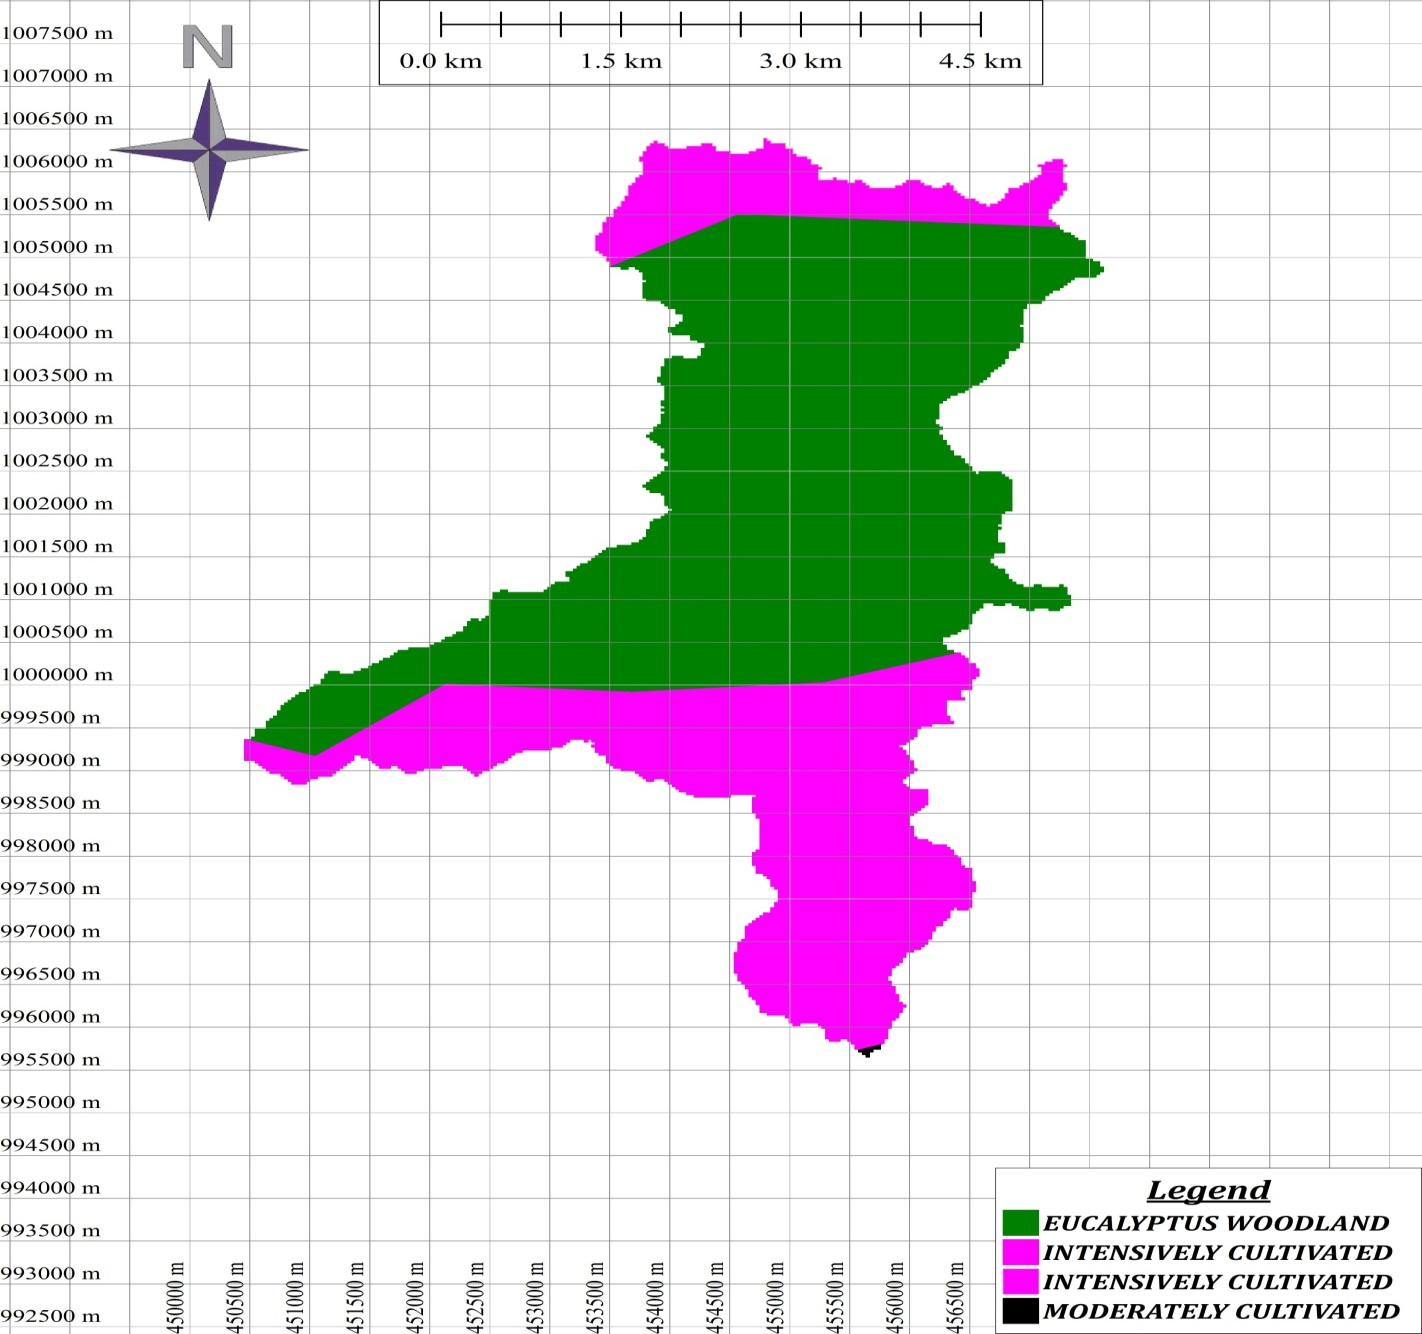 N
0.0 km 1.5 km 3.0 km 4.5 km
1007500 m
1007000 m
1006500 m
1006000 m
1005500 m
1005000 m
1004500 m
1004000 m
1003500 m
1003000 m
1002500 m
1002000 m
1001500 m
1001000 m
1000500 m
1000000 m
999500 m
999000 m
998500 m
998000 m
997500 m
997000 m
996500 m
996000 m
995500 m
995000 m
994500 m
994000 m
993500 m
993000 m
992500 m
450000 m
450500 m
451000 m
451500 m
452000 m
452500 m
453000 m
453500 m
454000 m
454500 m
455000 m
455500 m
456000 m
456500 m
Legend
EUCALYPTUS WOODLAND
INTENSIVELY CULTIVATED
INTENSIVELY CULTIVATED
MODERATELY CULTIVATED